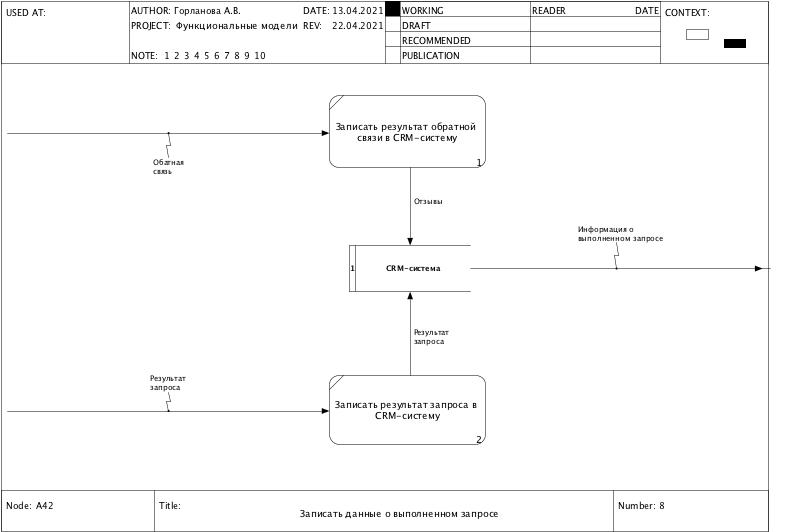 USED AT:
AUTHOR: Горланова А.В.
DATE: 13.04.2021
WORKING
READER
DATE
CONTEXT:
PROJECT: Функциональные модели
REV: 22.04.2021
DRAFT
RECOMMENDED
NOTE: 1 2 3 4 5 6 7 8 9 10
PUBLICATION
Записать результат обратной
связи в CRM-систему
1
Обатная
связь
Отзывы
Информация о
выполненном запросе
1
CRM-система
Результат
запроса
Результат
запроса
Записать результат запроса в
CRM-систему
2
Node: A42
Title:
Записать данные о выполненном запросе
Number: 8